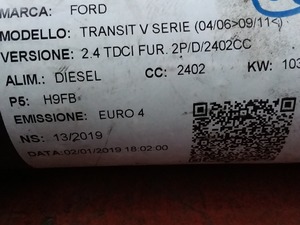 MARCA: FORD
MODELLO: TRANSIT V SERIE (04/06>09/11<)
VERSIONE: 2.4 TDCI FUR. 2P/D/2402CC
ALIM.: DIESEL CC: 2402 KW: 103
P5: H9FB
EMISSIONE: EURO 4
NS: 13/2019
DATA:02/01/2019 18:02:00